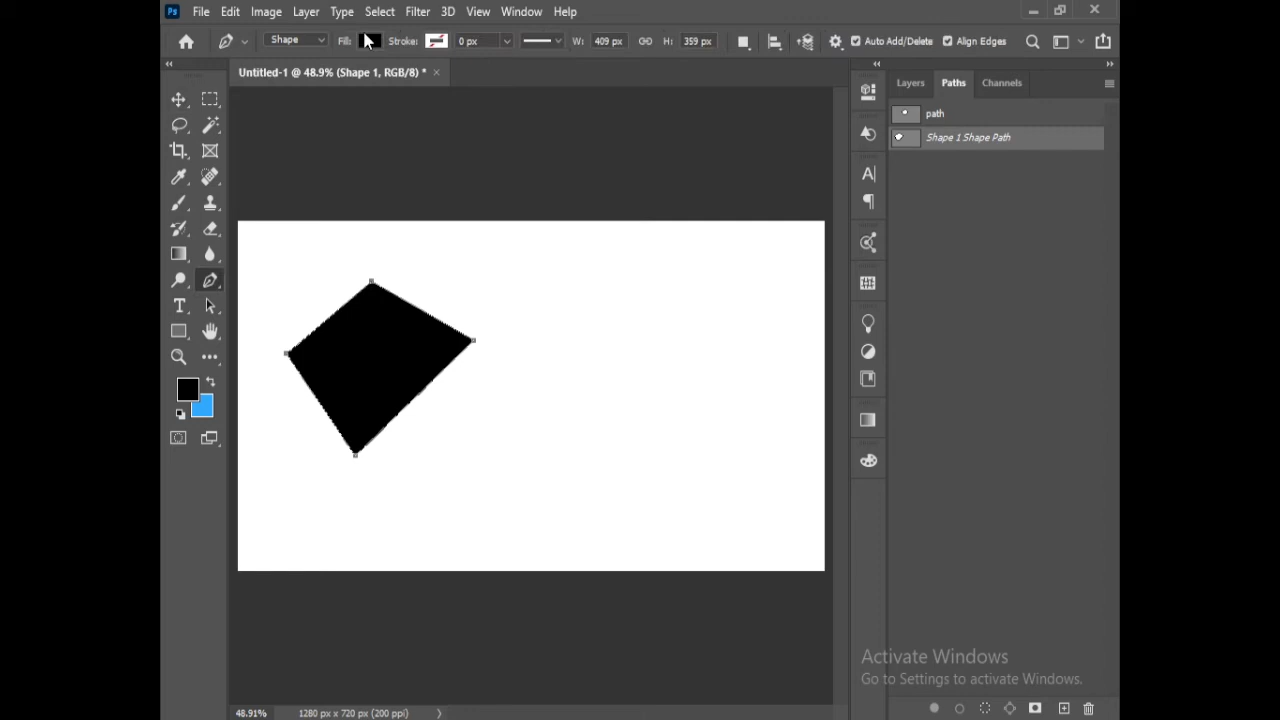 Ps File Edit Image Layer Type Select Filter 3D View Window Help
Shape Fill: Stroke: 0 px W: 409 px H: 359 px Auto Add/Delete Align Edges
Untitled-1 @ 48.9% (Shape 1, RGB/8) *
Layers Paths Channels
path
Shape 1 Shape Path
Activate Windows
Go to Settings to activate Windows.
48.91% 1280 px x 720 px (200 ppi)